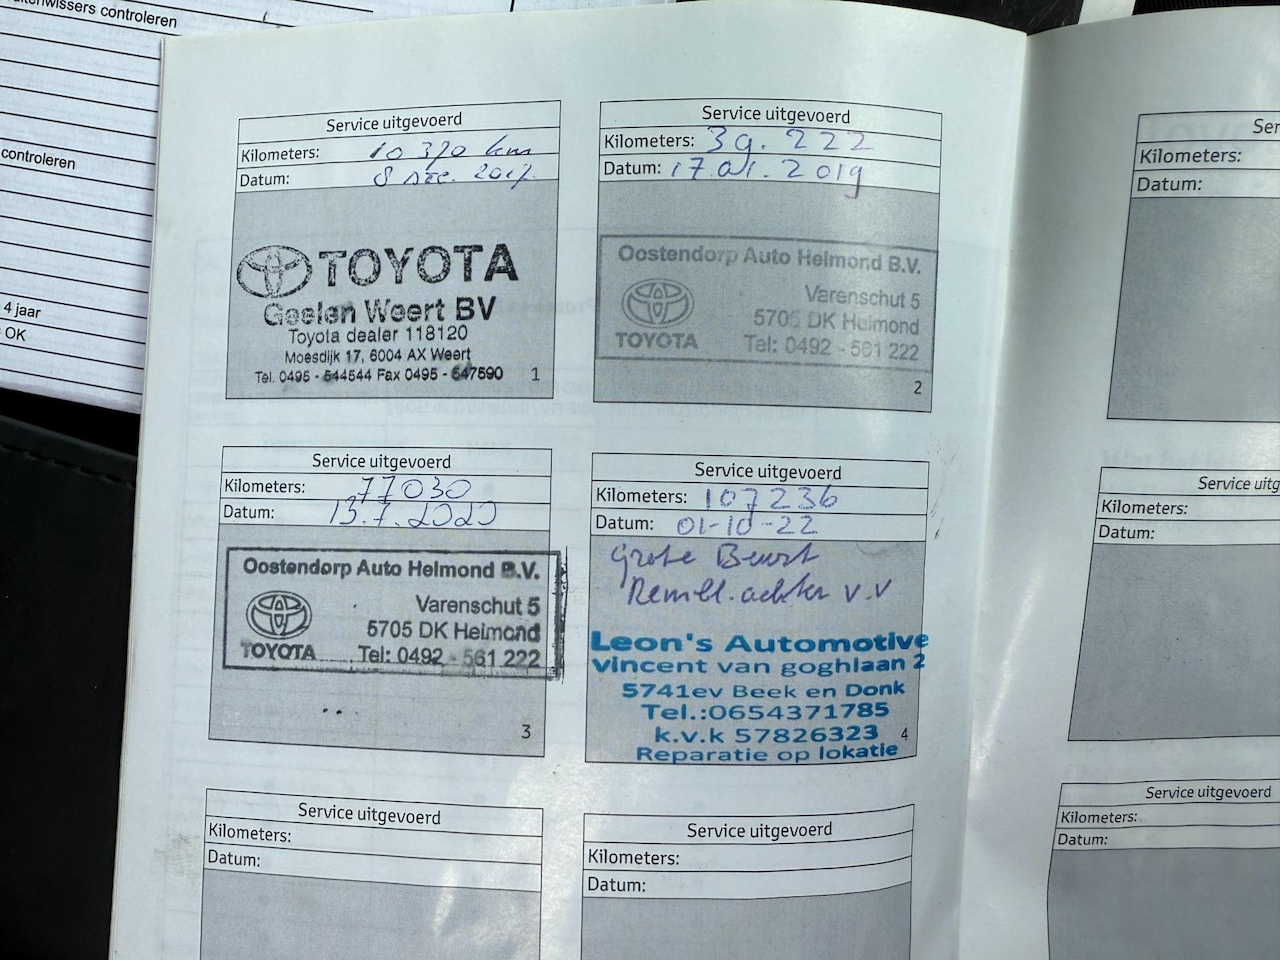 uitenwissers controleren
controleren
4 jaar
OK
Service uitgevoerd
Kilometers: 10 370 km
Datum: 8 dec. 2017.
TOYOTA
Geelen Weert BV
Toyota dealer 118120
Moesdijk 17, 6004 AX Weert
Tel. 0495 - 544544 Fax 0495 - 547590
1
Service uitgevoerd
Kilometers: 39.222
Datum: 17.01.2019
Oostendorp Auto Helmond B.V.
Varenschut 5
5705 DK Helmond
TOYOTA Tel: 0492 - 561 222
2
Service uitgevoerd
Kilometers: 77030
Datum: 13.7.2020
Oostendorp Auto Helmond B.V.
Varenschut 5
5705 DK Helmond
TOYOTA Tel: 0492 - 561 222
3
Service uitgevoerd
Kilometers: 107236
Datum: 01-10-22
Grote Beurt
Rembl. achter v.v
Leon's Automotive
Vincent van goghlaan 2
5741ev Beek en Donk
Tel.:0654371785
k.v.k 57826323
4
Reparatie op lokatie
Service uitgevoerd
Kilometers:
Datum:
Service uitgevoerd
Kilometers:
Datum:
Ser
Kilometers:
Datum:
Service uitg
Kilometers:
Datum:
Service uitgevoerd
Kilometers:
Datum: